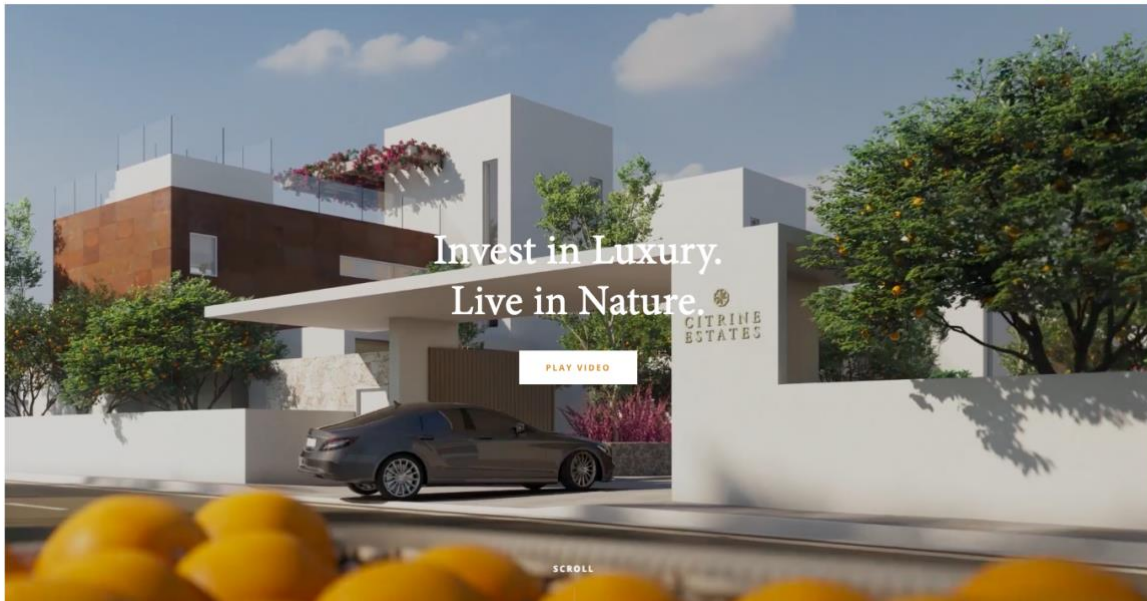 Invest in Luxury.
Live in Nature.
CITRINE
ESTATES
PLAY VIDEO
SCROLL